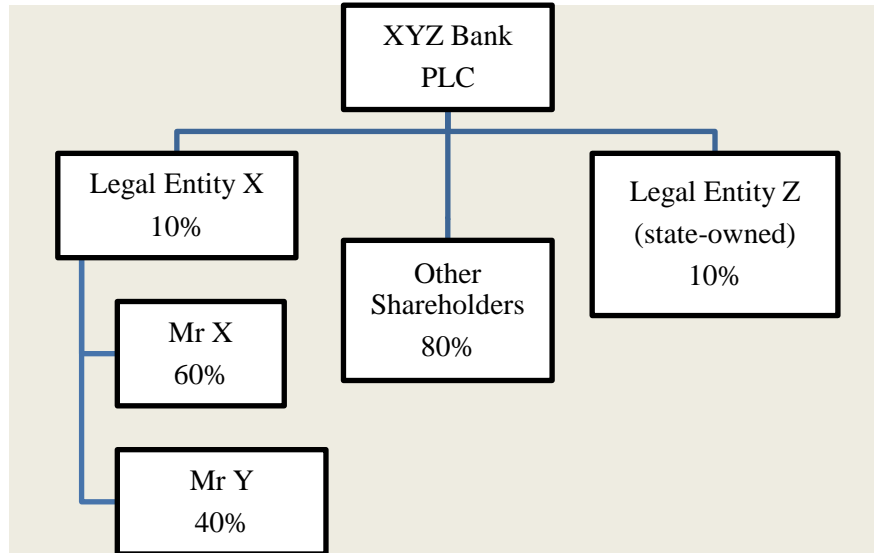 XYZ Bank
PLC
Legal Entity X
10%
Mr X
60%
Mr Y
40%
Other
Shareholders
80%
Legal Entity Z
(state-owned)
10%